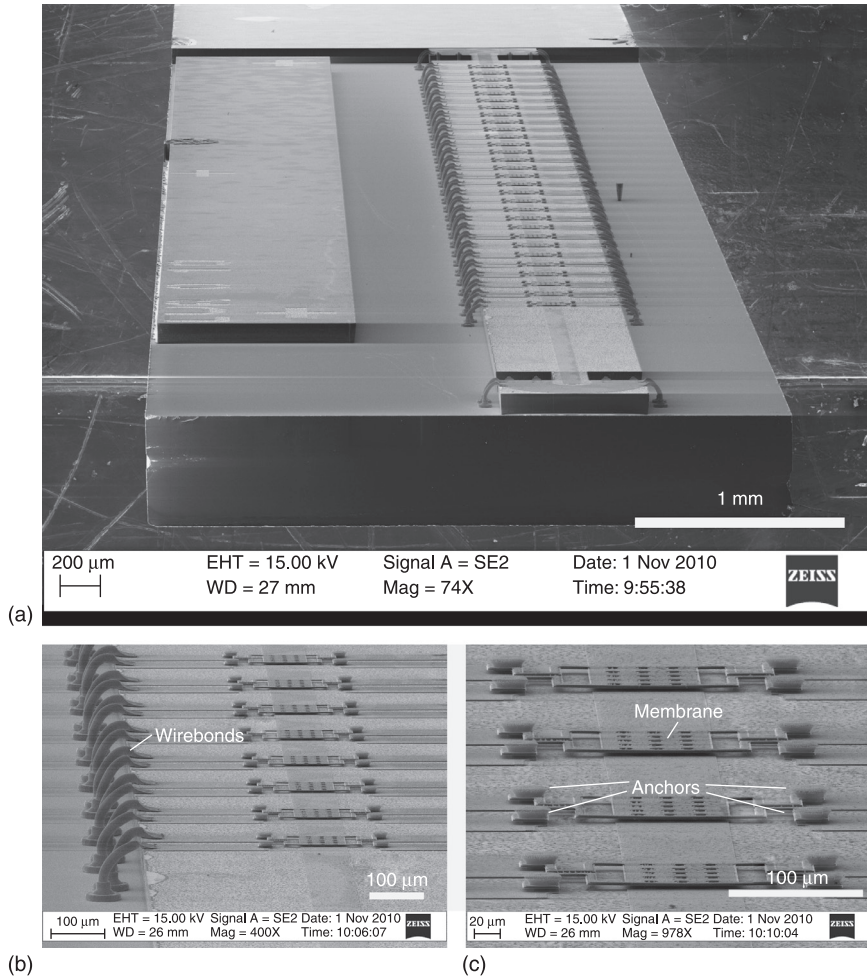 1 mm
200 μm
EHT = 15.00 kV Signal A = SE2 Date: 1 Nov 2010
WD = 27 mm Mag = 74X Time: 9:55:38
ZEISS
(a)
Wirebonds
100 μm
100 μm
EHT = 15.00 kV Signal A = SE2 Date: 1 Nov 2010
WD = 26 mm Mag = 400X Time: 10:06:07
ZEISS
(b)
Membrane
Anchors
100 μm
20 μm
EHT = 15.00 kV Signal A = SE2 Date: 1 Nov 2010
WD = 26 mm Mag = 978X Time: 10:10:04
ZEISS
(c)